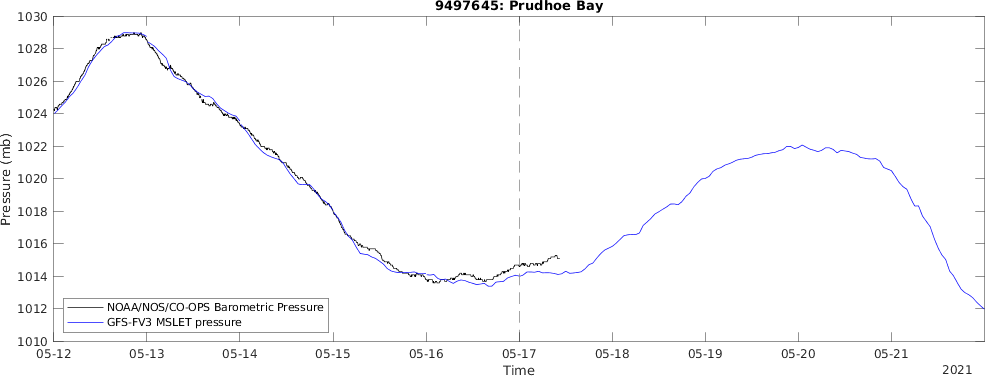 9497645: Prudhoe Bay
1030
1028
1026
1024
1022
1020
1018
1016
1014
1012
1010
Pressure (mb)
NOAA/NOS/CO-OPS Barometric Pressure
GFS-FV3 MSLET pressure
05-12 05-13 05-14 05-15 05-16 05-17 05-18 05-19 05-20 05-21
Time
2021